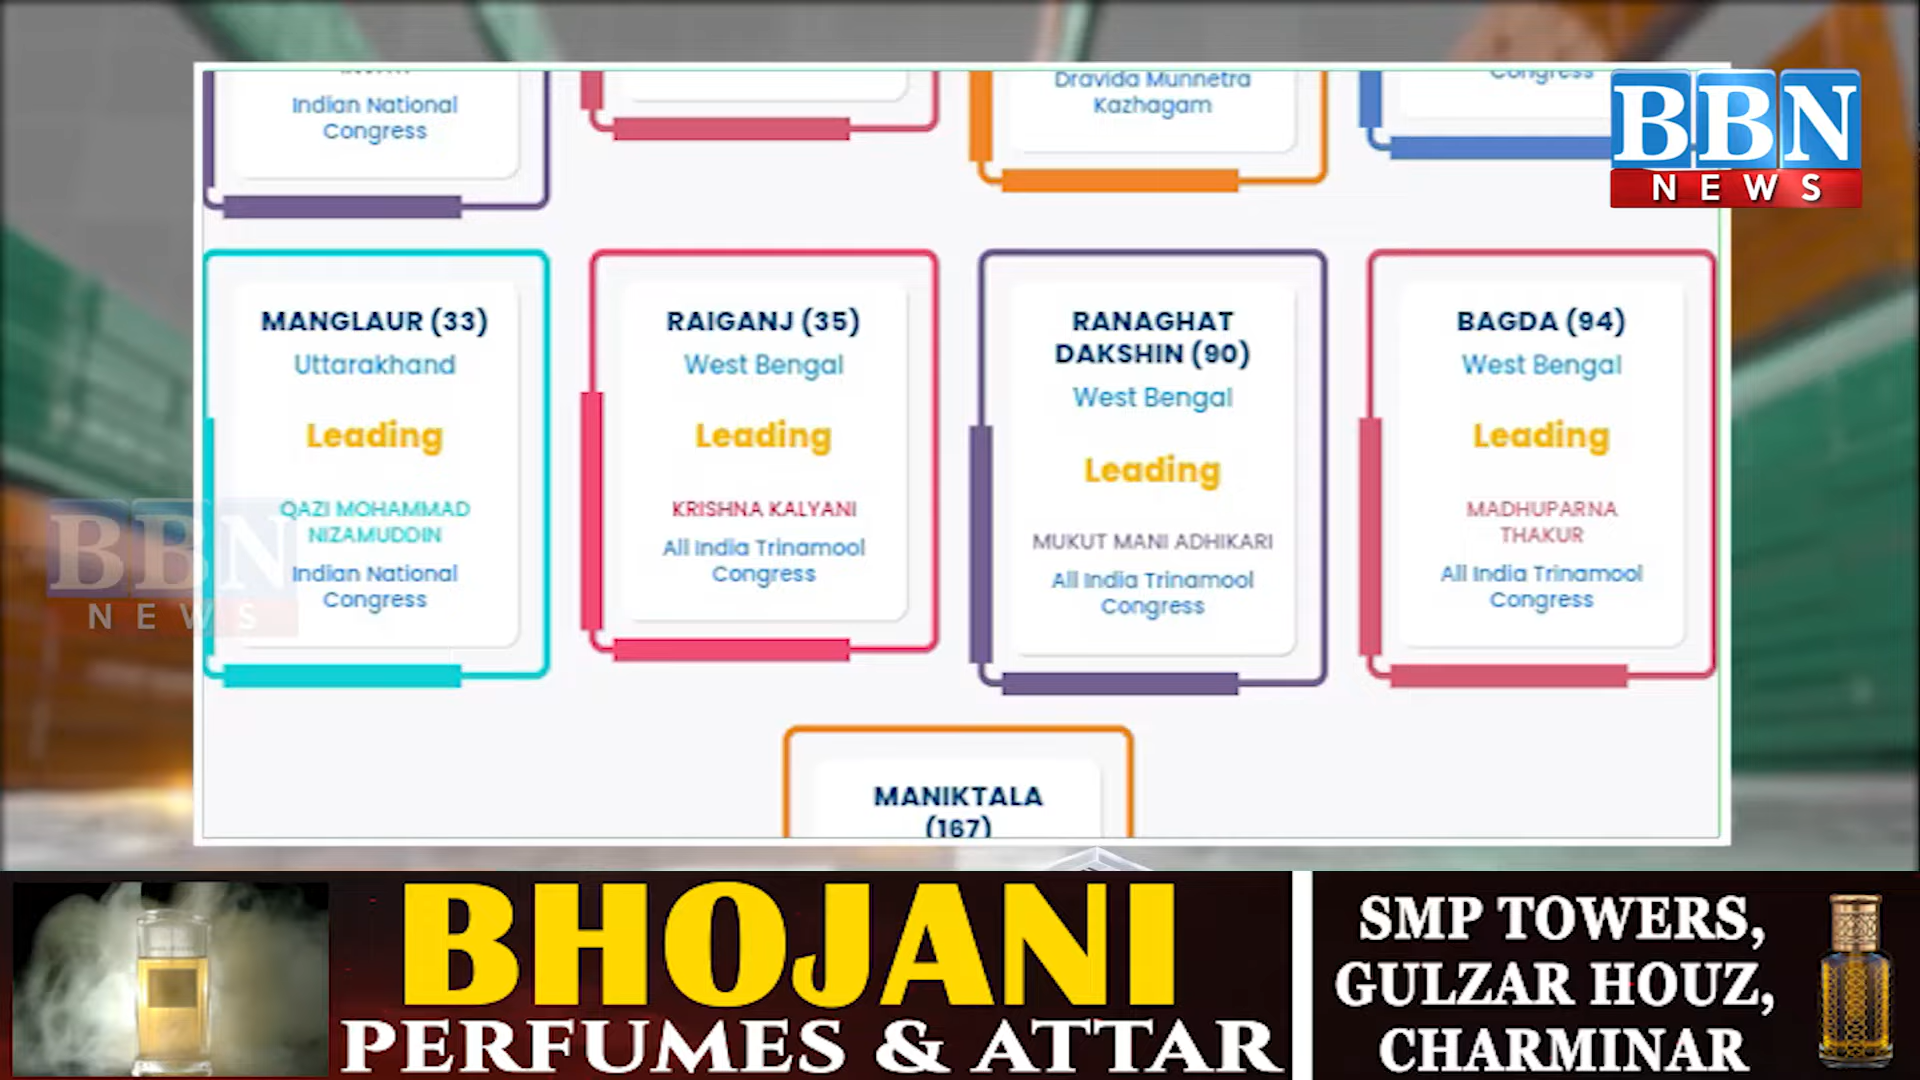 Indian National
Congress
Dravida Munnetra
Kazhagam
Congress
BBN
NEWS
MANGLAUR (33)
Uttarakhand
Leading
QAZI MOHAMMAD
NIZAMUDDIN
Indian National
Congress
RAIGANJ (35)
West Bengal
Leading
KRISHNA KALYANI
All India Trinamool
Congress
RANAGHAT
DAKSHIN (90)
West Bengal
Leading
MUKUT MANI ADHIKARI
All India Trinamool
Congress
BAGDA (94)
West Bengal
Leading
MADHUPARNA
THAKUR
All India Trinamool
Congress
BBN
NEWS
MANIKTALA
(167)
BHOJANI
PERFUMES & ATTAR
SMP TOWERS,
GULZAR HOUZ,
CHARMINAR